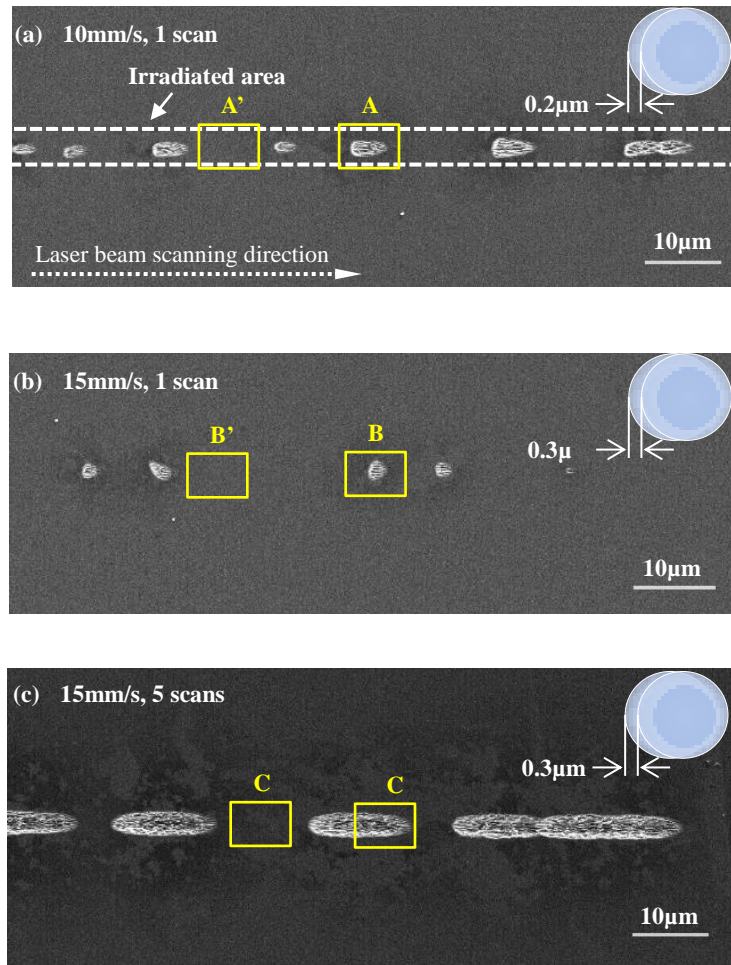 (a) 10mm/s, 1 scan
Irradiated area
A’
A
0.2μm
Laser beam scanning direction
10μm
(b) 15mm/s, 1 scan
B’
B
0.3μ
10μm
(c) 15mm/s, 5 scans
C
C
0.3μm
10μm